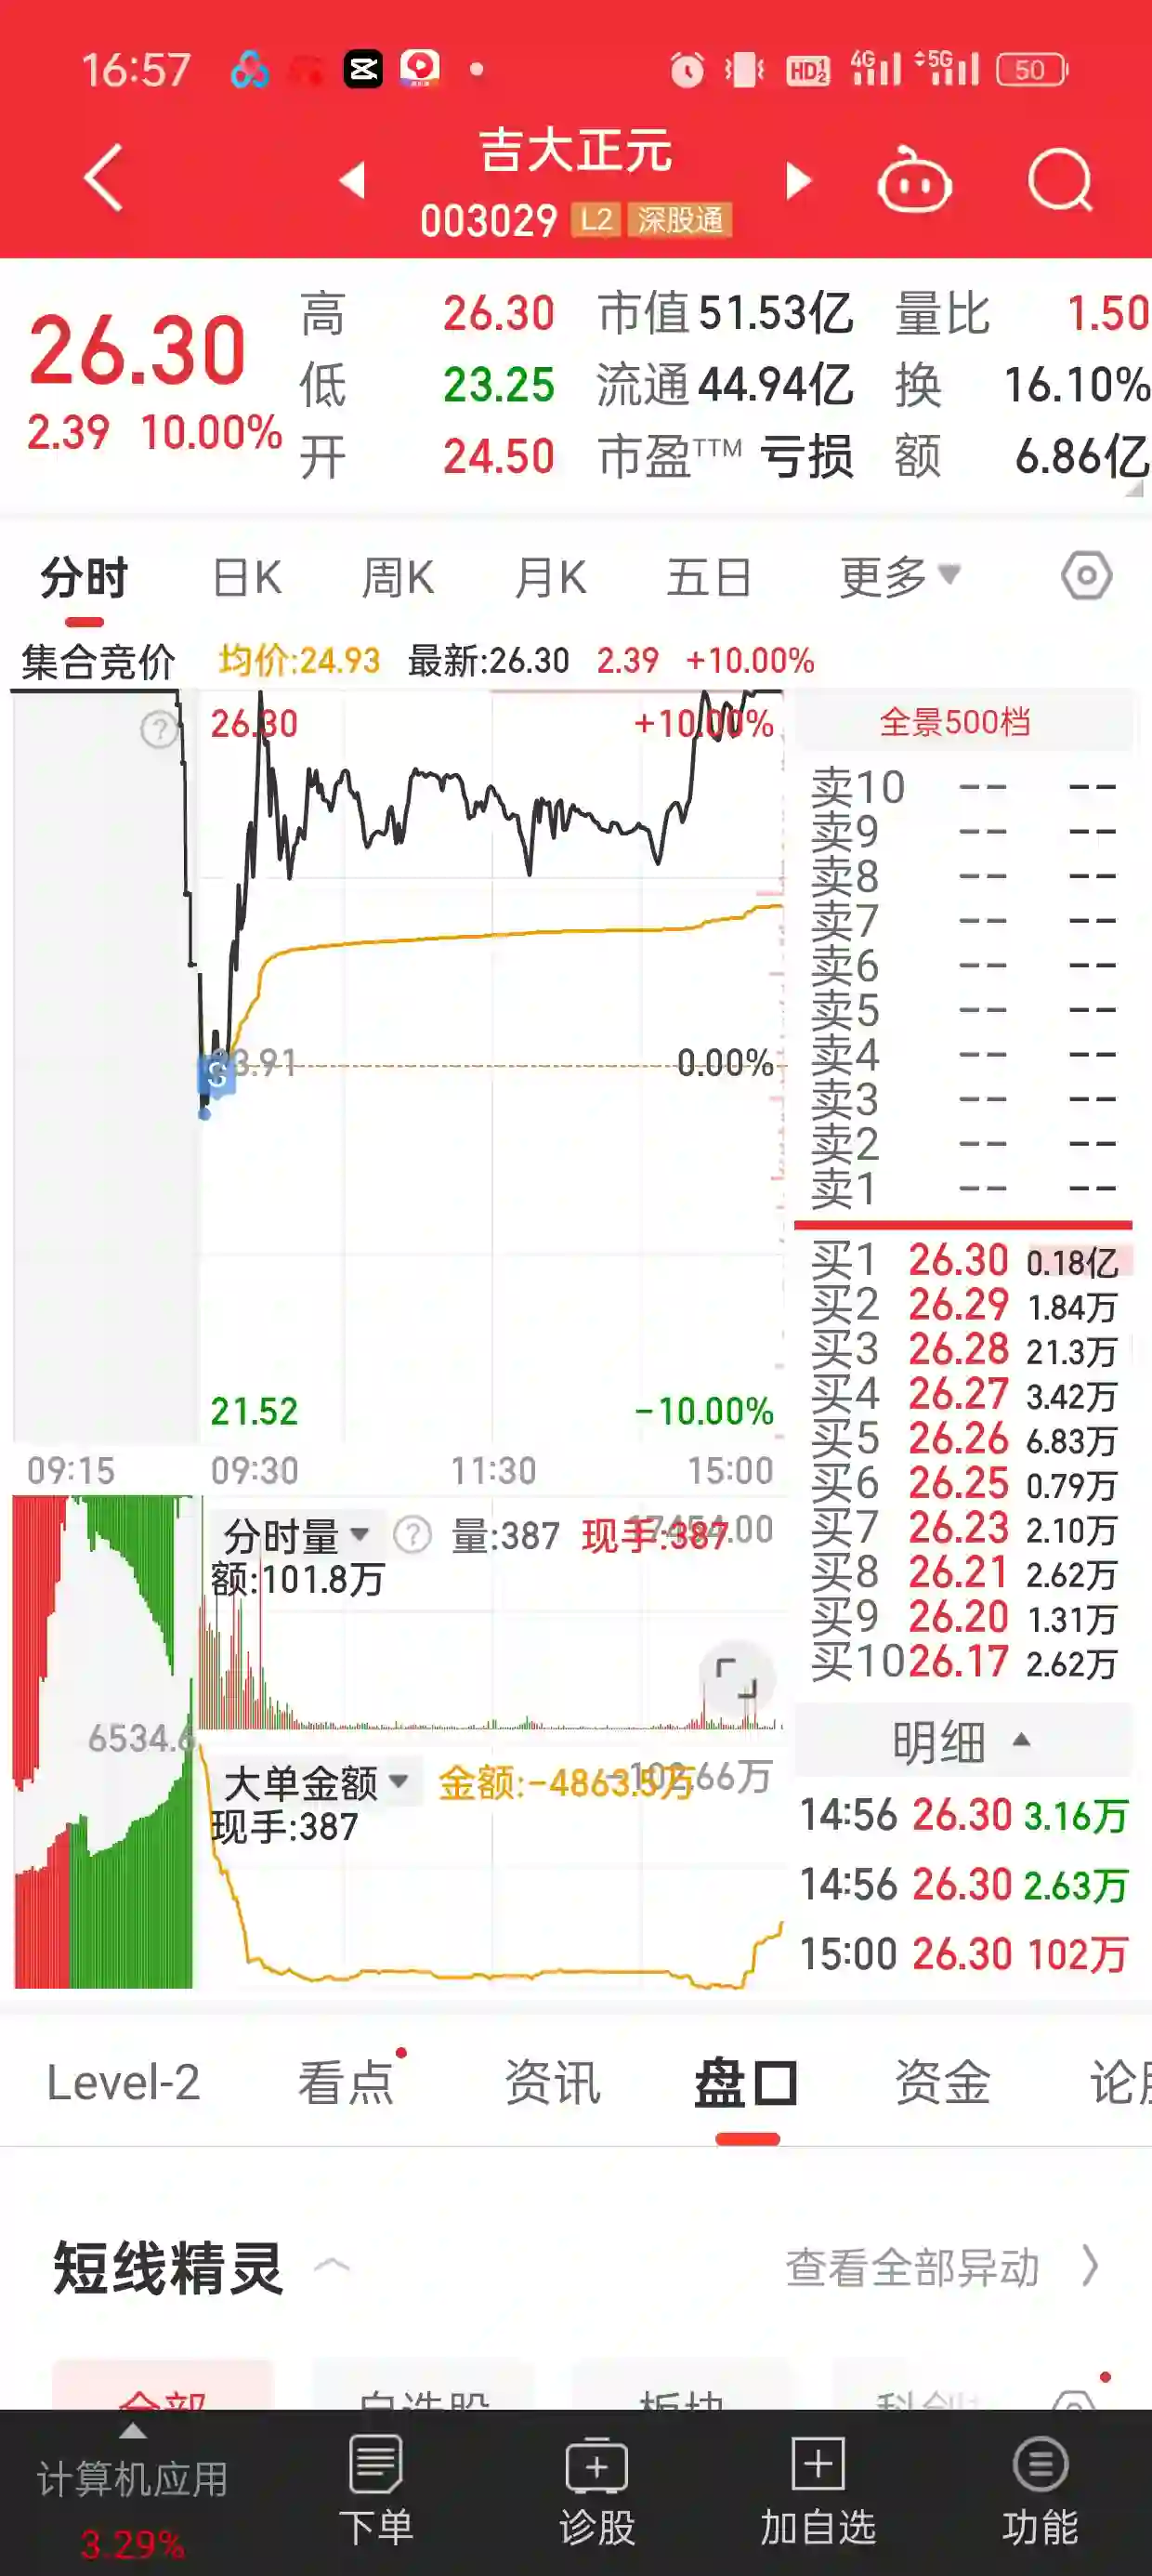 16:57 HD 4G 5G 50
吉大正元
003029 L2 深股通
26.30
2.39 10.00%
高 26.30 市值 51.53亿 量比 1.50
低 23.25 流通 44.94亿 换 16.10%
开 24.50 市盈TTM 亏损 额 6.86亿
分时 日K 周K 月K 五日 更多
集合竞价 均价:24.93 最新:26.30 2.39 +10.00%
26.30 +10.00%
0.00%
21.52 -10.00%
09:15 09:30 11:30 15:00
全景500档
卖10 -- --
卖9 -- --
卖8 -- --
卖7 -- --
卖6 -- --
卖5 -- --
卖4 -- --
卖3 -- --
卖2 -- --
卖1 -- --
买1 26.30 0.18亿
买2 26.29 1.84万
买3 26.28 21.3万
买4 26.27 3.42万
买5 26.26 6.83万
买6 26.25 0.79万
买7 26.23 2.10万
买8 26.21 2.62万
买9 26.20 1.31万
买10 26.17 2.62万
分时量 量:387 现手:387
额:101.8万
大单金额 金额:-4863.5万
现手:387
明细
14:56 26.30 3.16万
14:56 26.30 2.63万
15:00 26.30 102万
Level-2 看点 资讯 盘口 资金
短线精灵 查看全部异动
全部 自选股 板块
计算机应用
3.29%
下单 诊股 加自选 功能